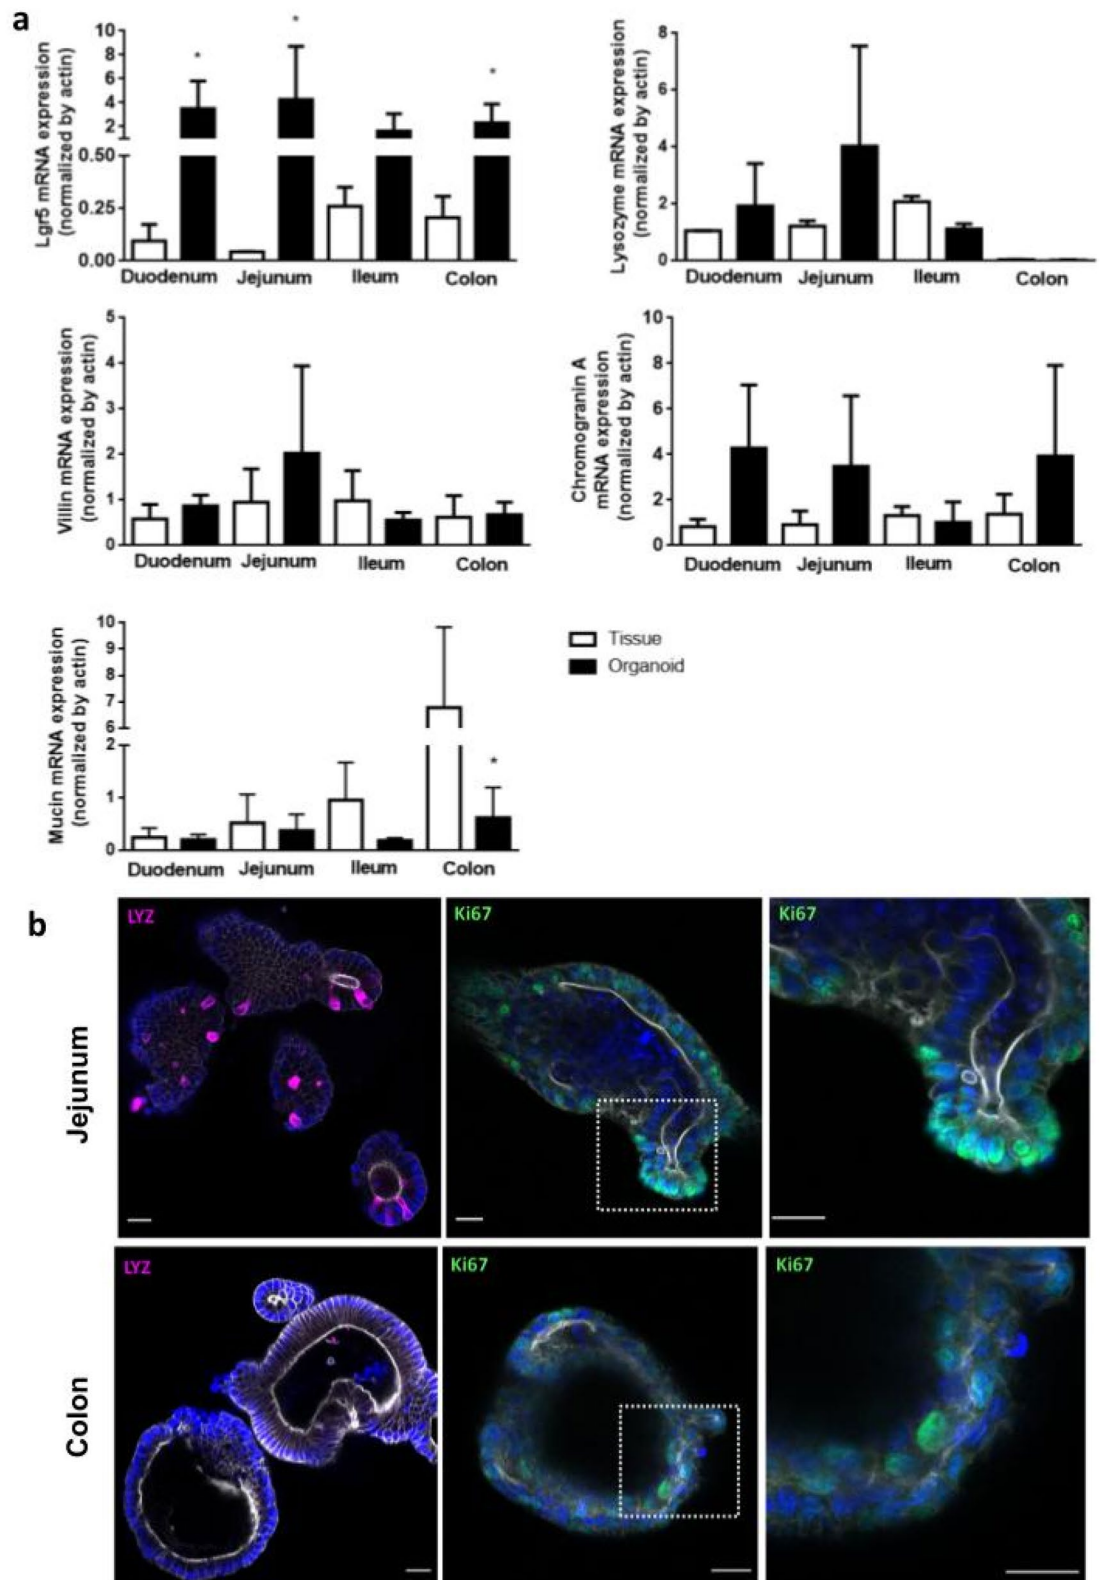 a
Lgr5 mRNA expression
(normalized by actin)
10
8
6
4
2
0.50
0.25
0.00
*
*
*
Duodenum Jejunum Ileum Colon
Lysozyme mRNA expression
(normalized by actin)
8
6
4
2
0
Duodenum Jejunum Ileum Colon
Villin mRNA expression
(normalized by actin)
5
4
3
2
1
0
Duodenum Jejunum Ileum Colon
Chromogranin A
mRNA expression
(normalized by actin)
10
8
6
4
2
0
Duodenum Jejunum Ileum Colon
Mucin mRNA expression
(normalized by actin)
10
9
8
7
6
2
1
0
*
Duodenum Jejunum Ileum Colon
Tissue
Organoid
b
Jejunum
LYZ
Ki67
Ki67
Colon
LYZ
Ki67
Ki67